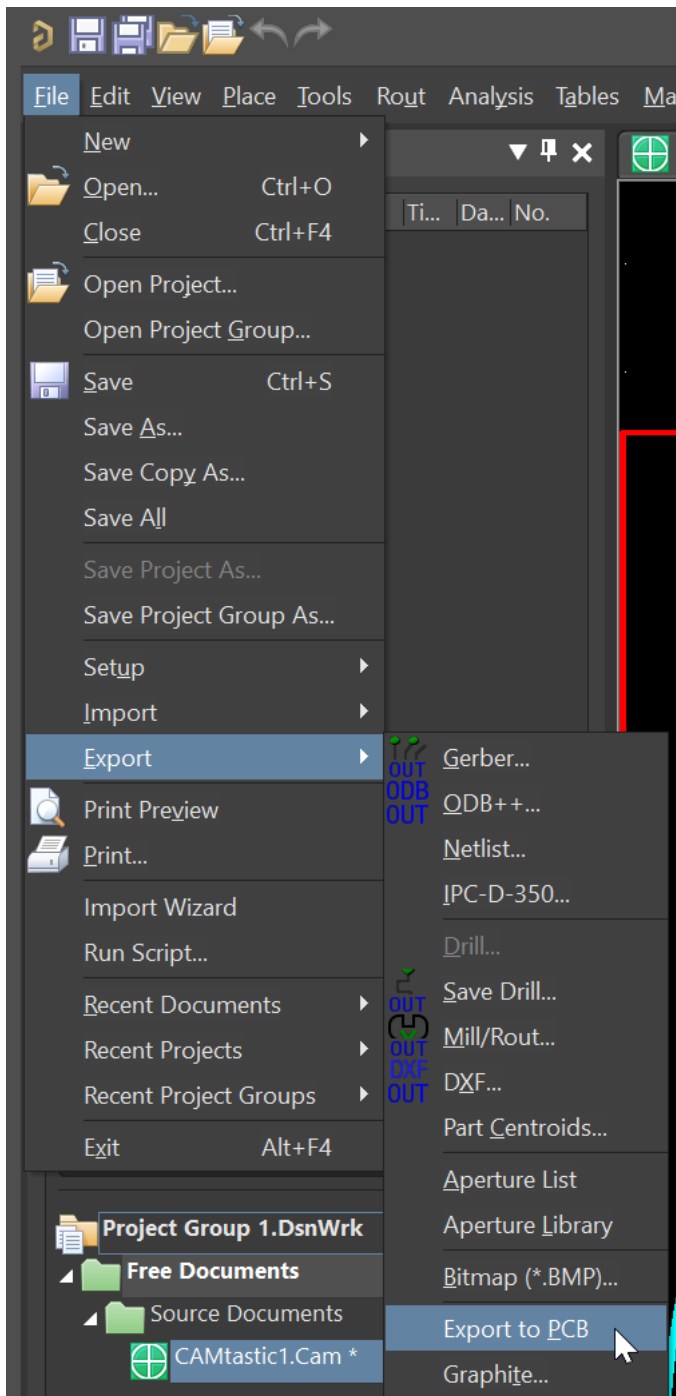 File Edit View Place Tools Rout Analysis Tables Ma
New
Ti... Da... No.
Open... Ctrl+O
Close Ctrl+F4
Open Project...
Open Project Group...
Save Ctrl+S
Save As...
Save Copy As...
Save All
Save Project As...
Save Project Group As...
Setup
Import
Export
Print Preview
Print...
Import Wizard
Run Script...
Recent Documents
Recent Projects
Recent Project Groups
Exit Alt+F4
OUT Gerber...
ODB
OUT ODB++...
Netlist...
IPC-D-350...
Drill...
OUT Save Drill...
OUT Mill/Rout...
DXF
OUT DXF...
Part Centroids...
Aperture List
Aperture Library
Bitmap (*.BMP)...
Export to PCB
Graphite...
Project Group 1.DsnWrk
Free Documents
Source Documents
CAMtastic1.Cam *